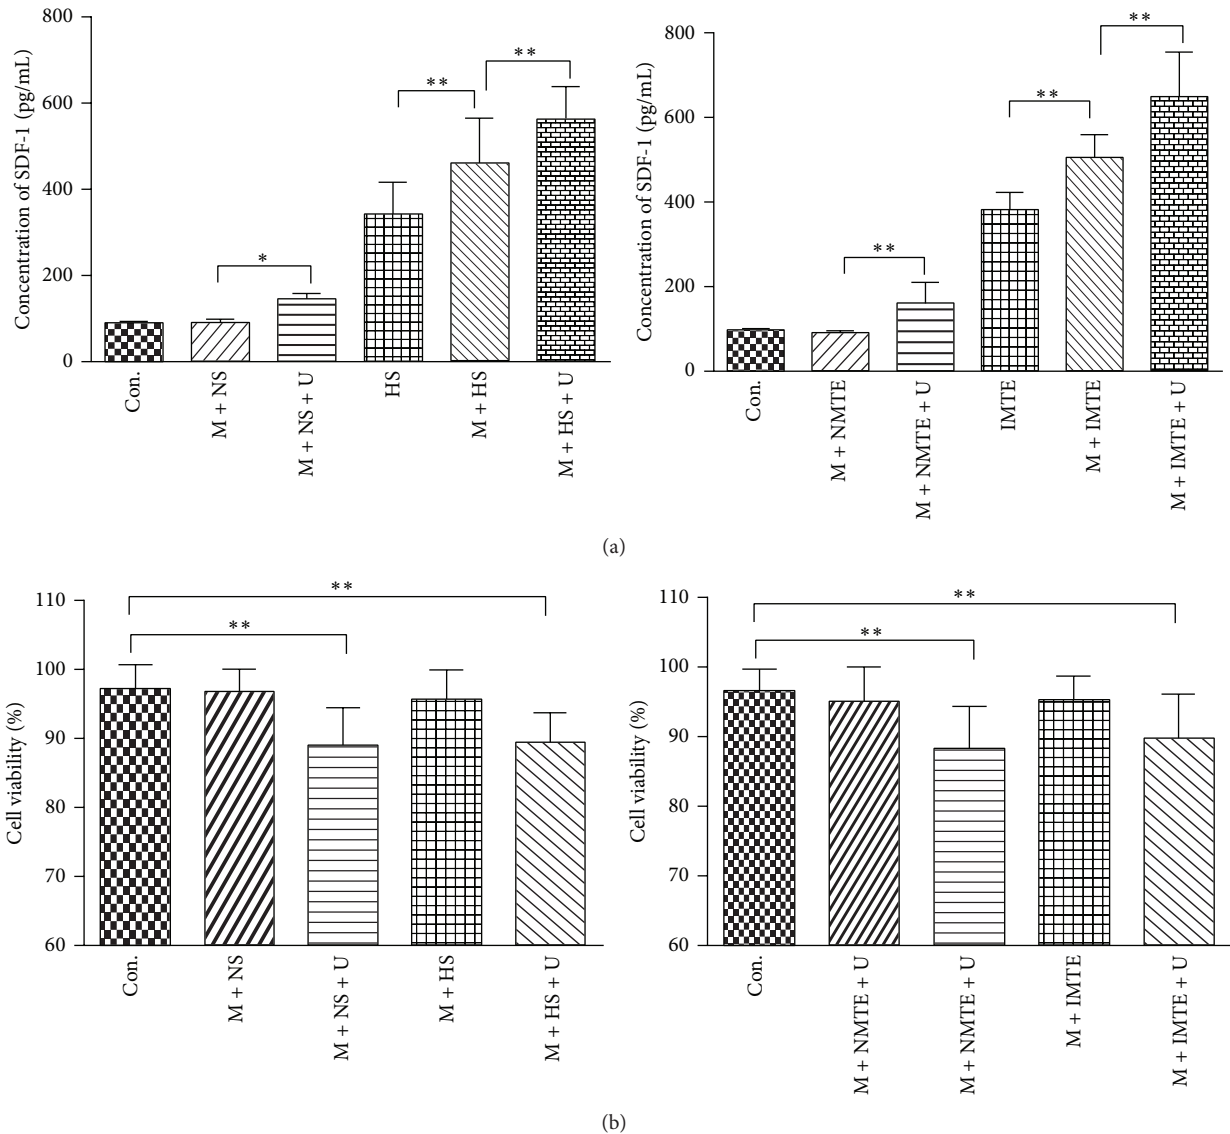 Concentration of SDF-1 (pg/mL)
800
600
400
200
0
**
**
*
Con.
M + NS
M + NS + U
HS
M + HS
M + HS + U
Concentration of SDF-1 (pg/mL)
800
600
400
200
0
**
**
**
Con.
M + NMTE
M + NMTE + U
IMTE
M + IMTE
M + IMTE + U
(a)
Cell viability (%)
110
100
90
80
70
60
**
**
Con.
M + NS
M + NS + U
M + HS
M + HS + U
Cell viability (%)
110
100
90
80
70
60
**
**
Con.
M + NMTE + U
M + NMTE + U
M + IMTE
M + IMTE + U
(b)